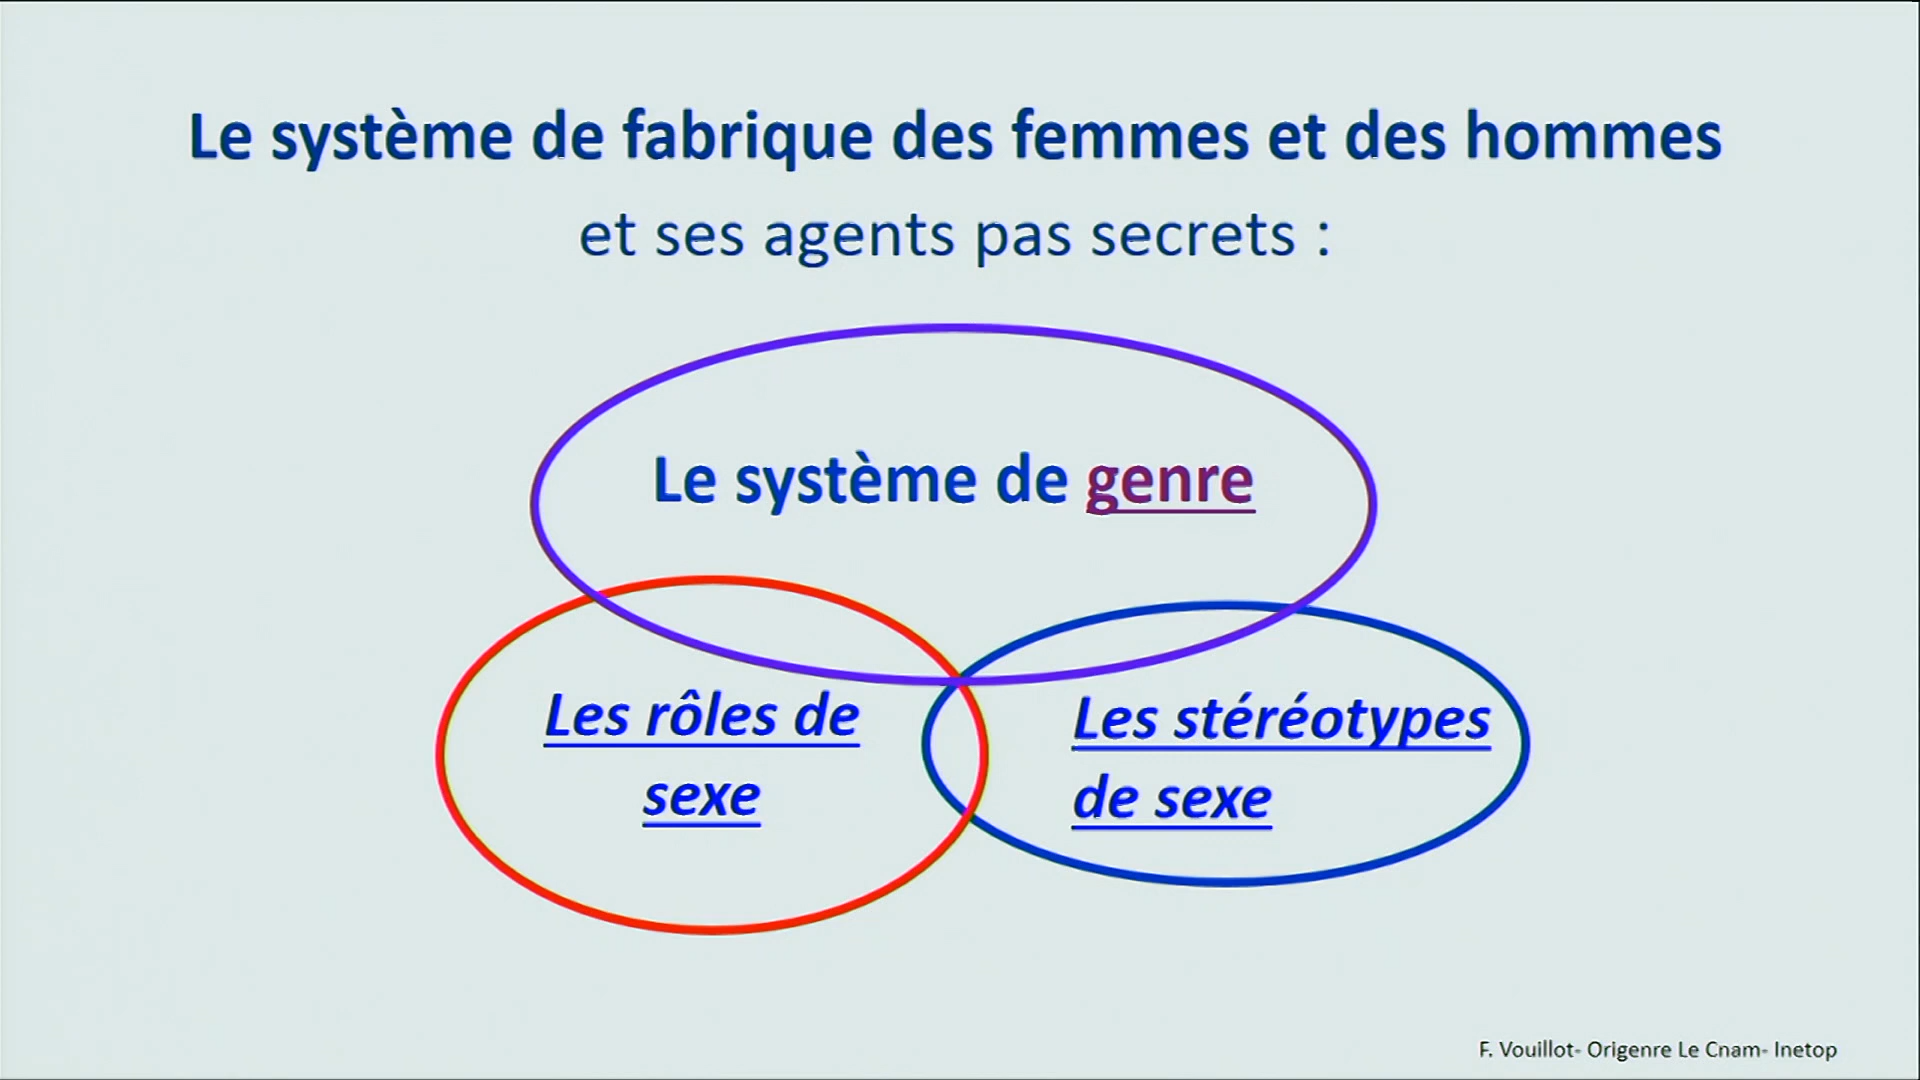 Le système de fabrique des femmes et des hommes
et ses agents pas secrets :
Le système de genre
Les rôles de
sexe
Les stéréotypes
de sexe
F. Vouillot- Origenre Le Cnam- Inetop